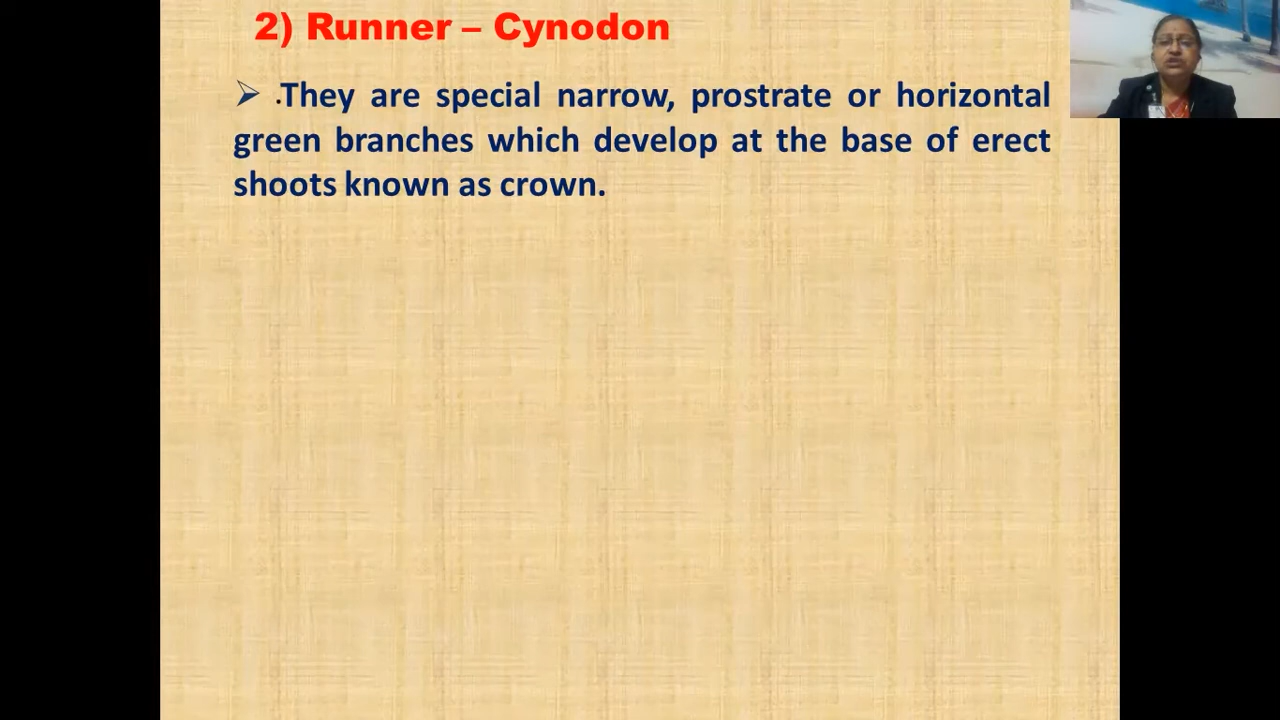 2) Runner – Cynodon
➢ .They are special narrow, prostrate or horizontal
green branches which develop at the base of erect
shoots known as crown.